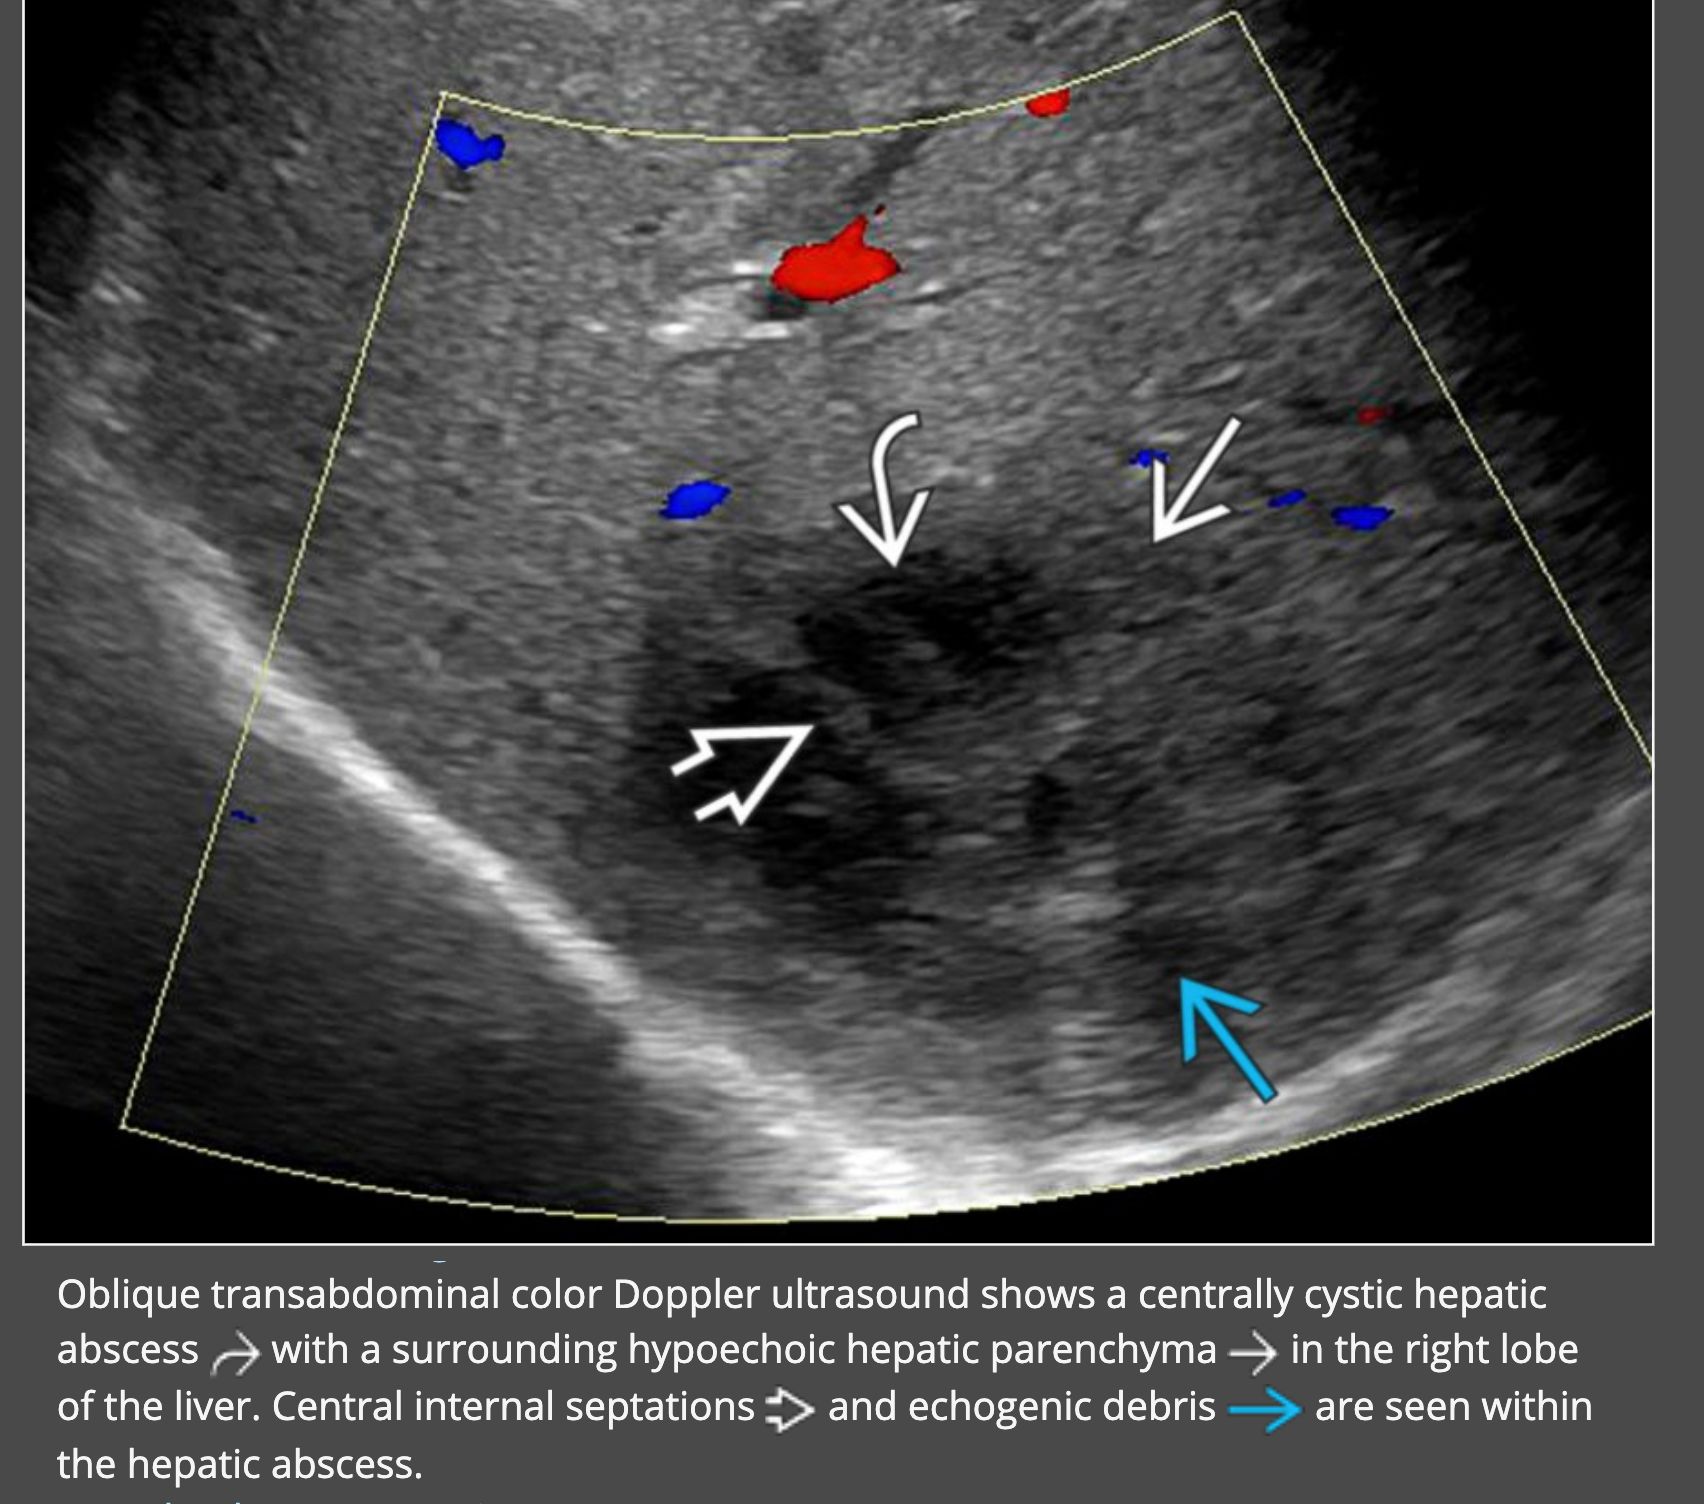 Oblique transabdominal color Doppler ultrasound shows a centrally cystic hepatic
abscess with a surrounding hypoechoic hepatic parenchyma in the right lobe
of the liver. Central internal septations and echogenic debris are seen within
the hepatic abscess.